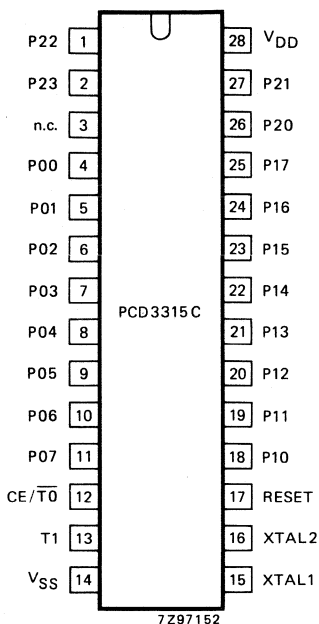 P22 1 28 VDD
P23 2 27 P21
n.c. 3 26 P20
P00 4 25 P17
P01 5 24 P16
P02 6 23 P15
P03 7 22 P14
PCD3315C
P04 8 21 P13
P05 9 20 P12
P06 10 19 P11
P07 11 18 P10
CE/T0 12 17 RESET
T1 13 16 XTAL2
VSS 14 15 XTAL1
7Z97152